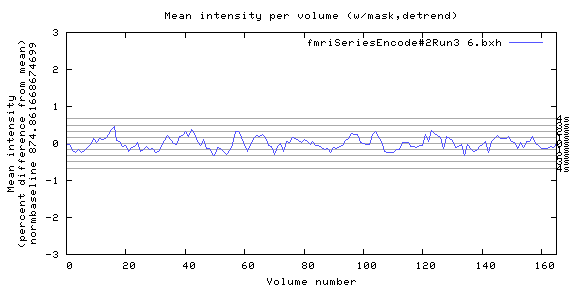 Mean intensity per volume (w/mask,detrend)
fmriSeriesEncode#2Run3 6.bxh
Mean intensity
(percent difference from mean)
normbaseline 874.861668674699
3
2
1
0
-1
-2
-3
0 20 40 60 80 100 120 140 160
Volume number